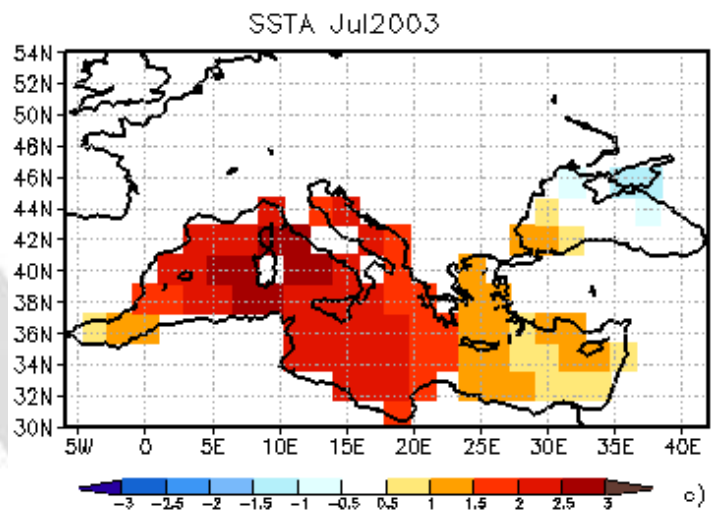 SSTA Jul2003
54N
52N
50N
48N
46N
44N
42N
40N
38N
36N
34N
32N
30N
5W 0 5E 10E 15E 20E 25E 30E 35E 40E
-3 -2.5 -2 -1.5 -1 -0.5 0.5 1 1.5 2 2.5 3 c)